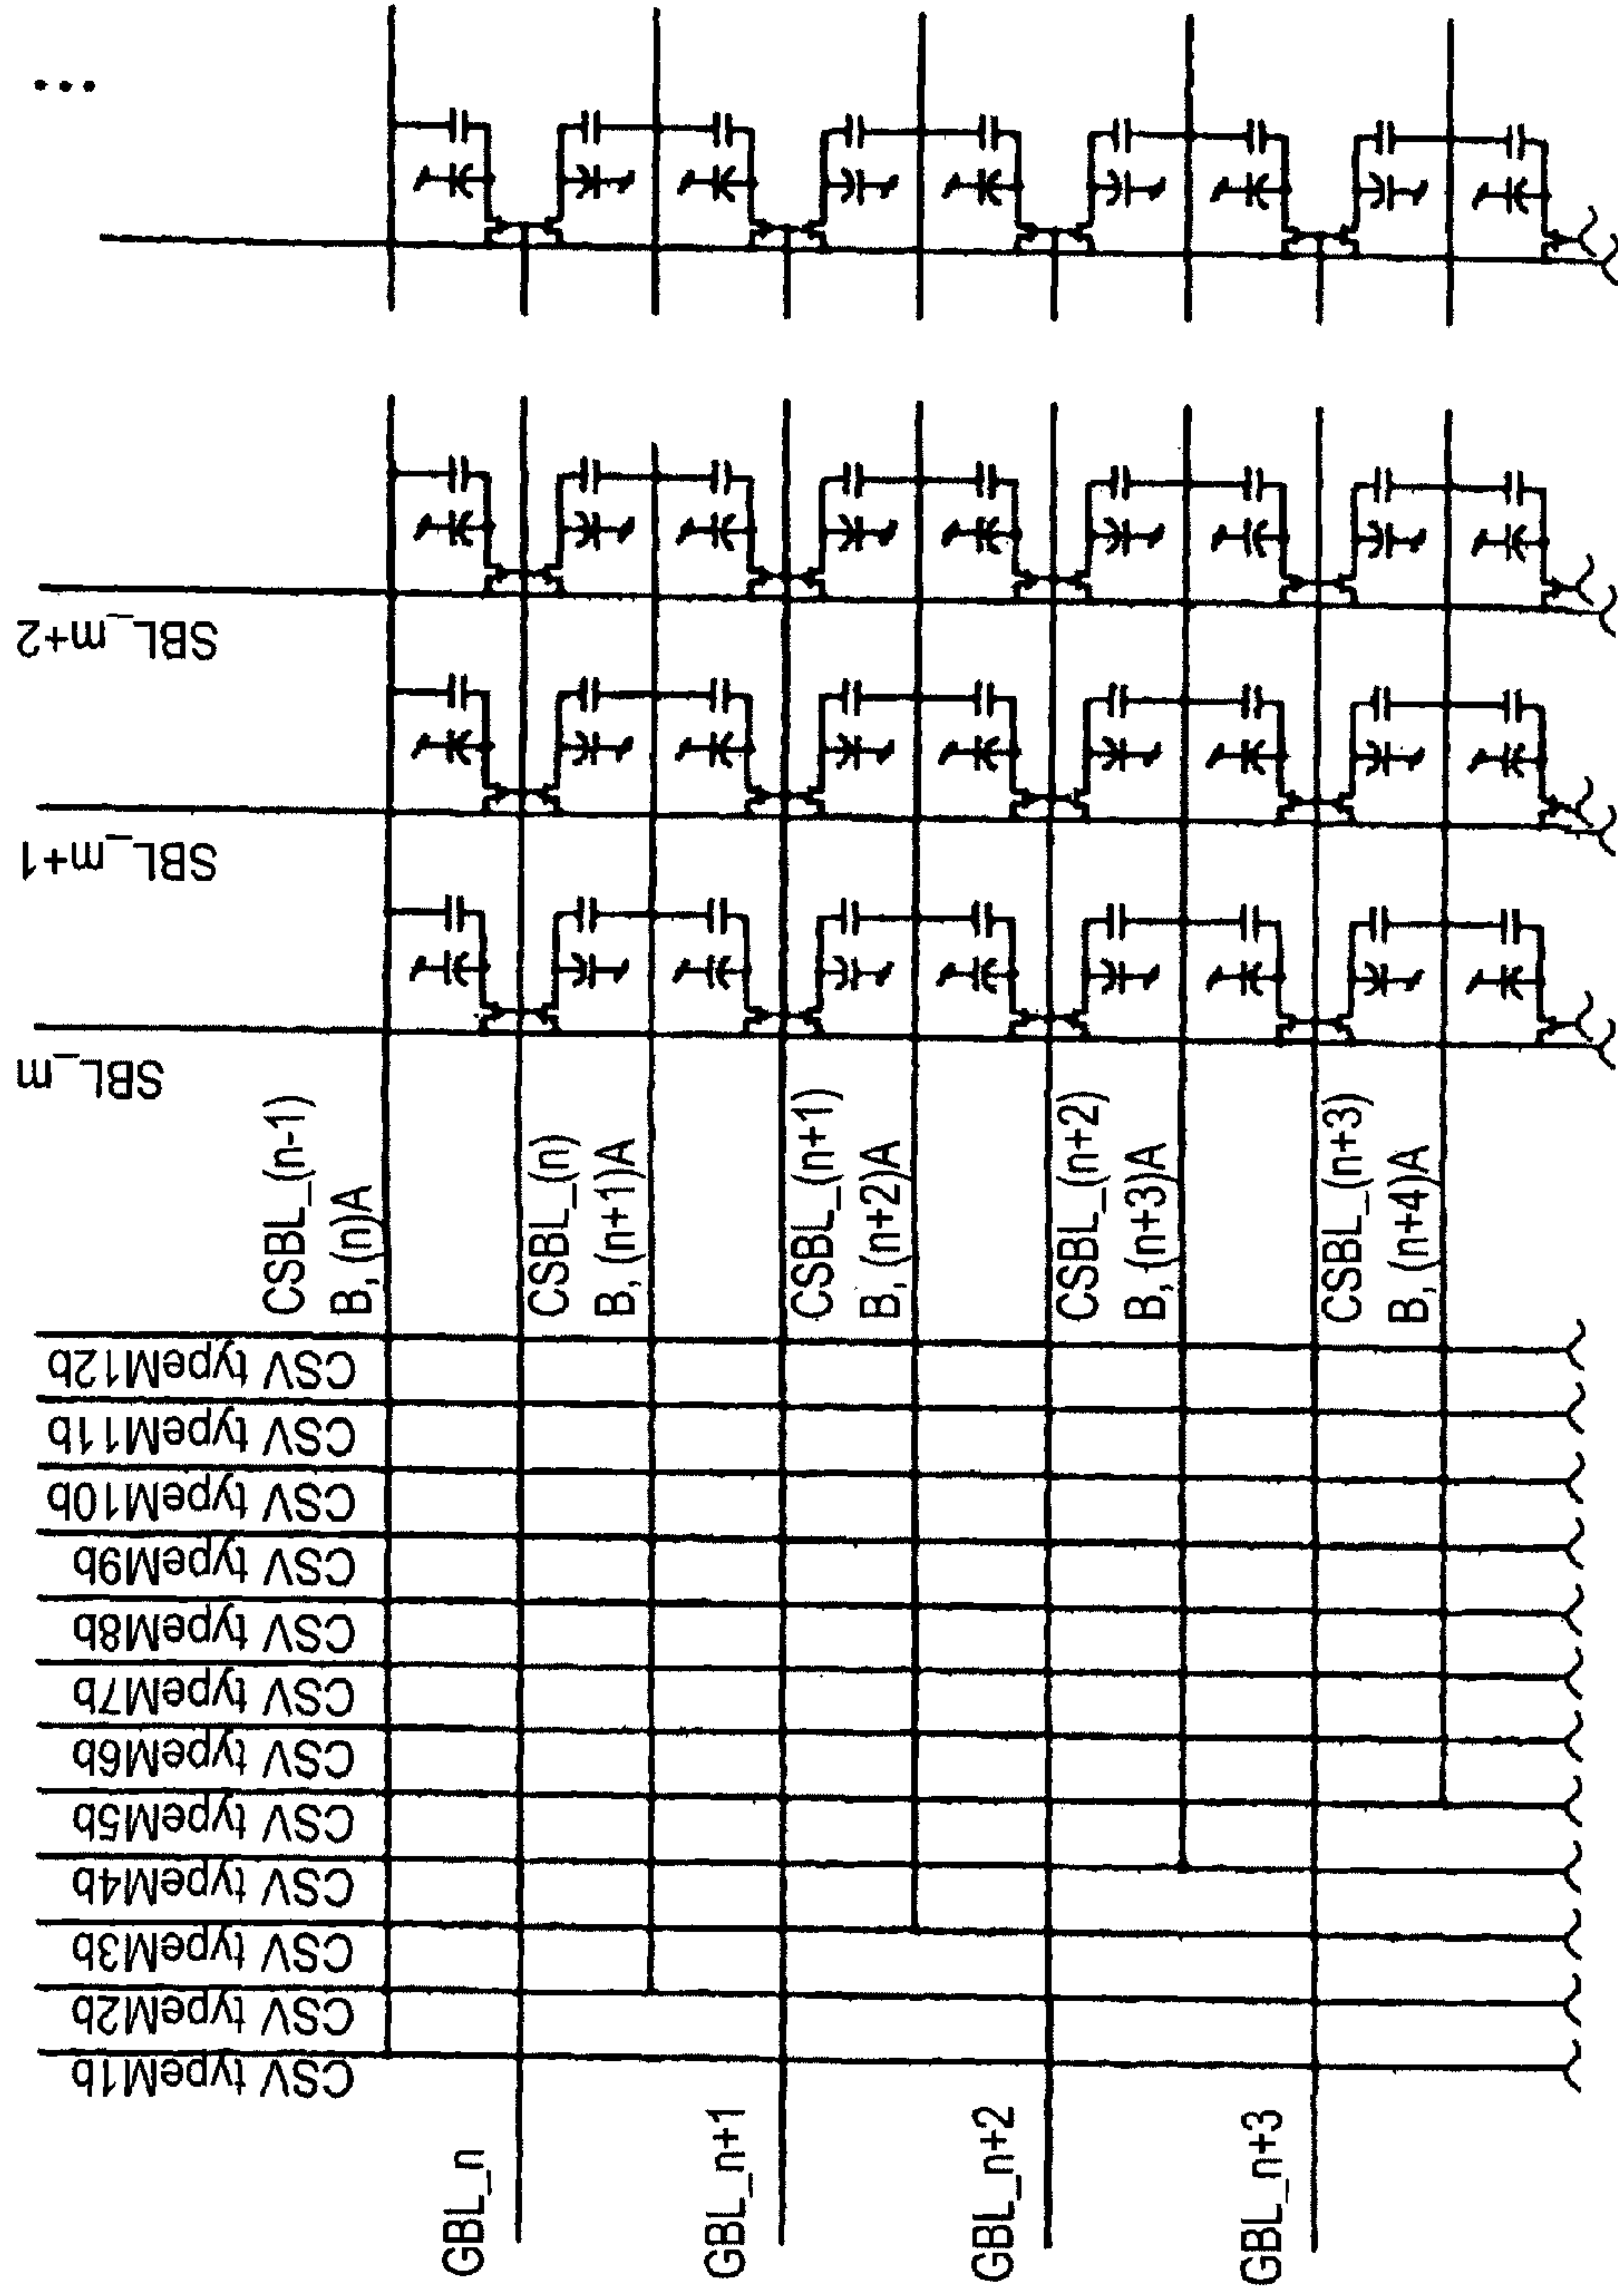 ...
SBL_m+2
SBL_m+1
SBL_m
CSBL_(n-1)
B, (n)A
CSBL_(n)
B, (n+1)A
CSBL_(n+1)
B, (n+2)A
CSBL_(n+2)
B, (n+3)A
CSBL_(n+3)
B, (n+4)A
CSV typeM12b
CSV typeM11b
CSV typeM10b
CSV typeM9b
CSV typeM8b
CSV typeM7b
CSV typeM6b
CSV typeM5b
CSV typeM4b
CSV typeM3b
CSV typeM2b
CSV typeM1b
GBL_n
GBL_n+1
GBL_n+2
GBL_n+3